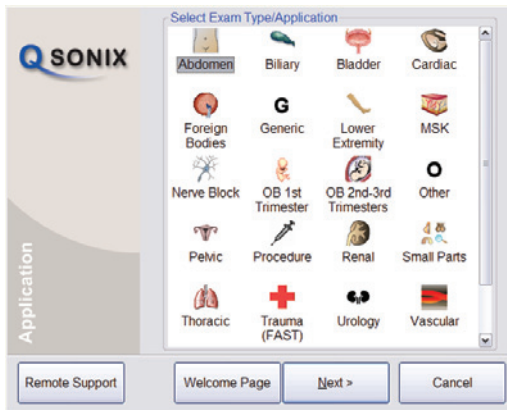 Select Exam Type/Application
Q SONIX
Abdomen Biliary Bladder Cardiac
G
Foreign Bodies Generic Lower Extremity MSK
O
Nerve Block OB 1st Trimester OB 2nd-3rd Trimesters Other
Pelvic Procedure Renal Small Parts
Thoracic Trauma (FAST) Urology Vascular
Application
Remote Support Welcome Page Next > Cancel